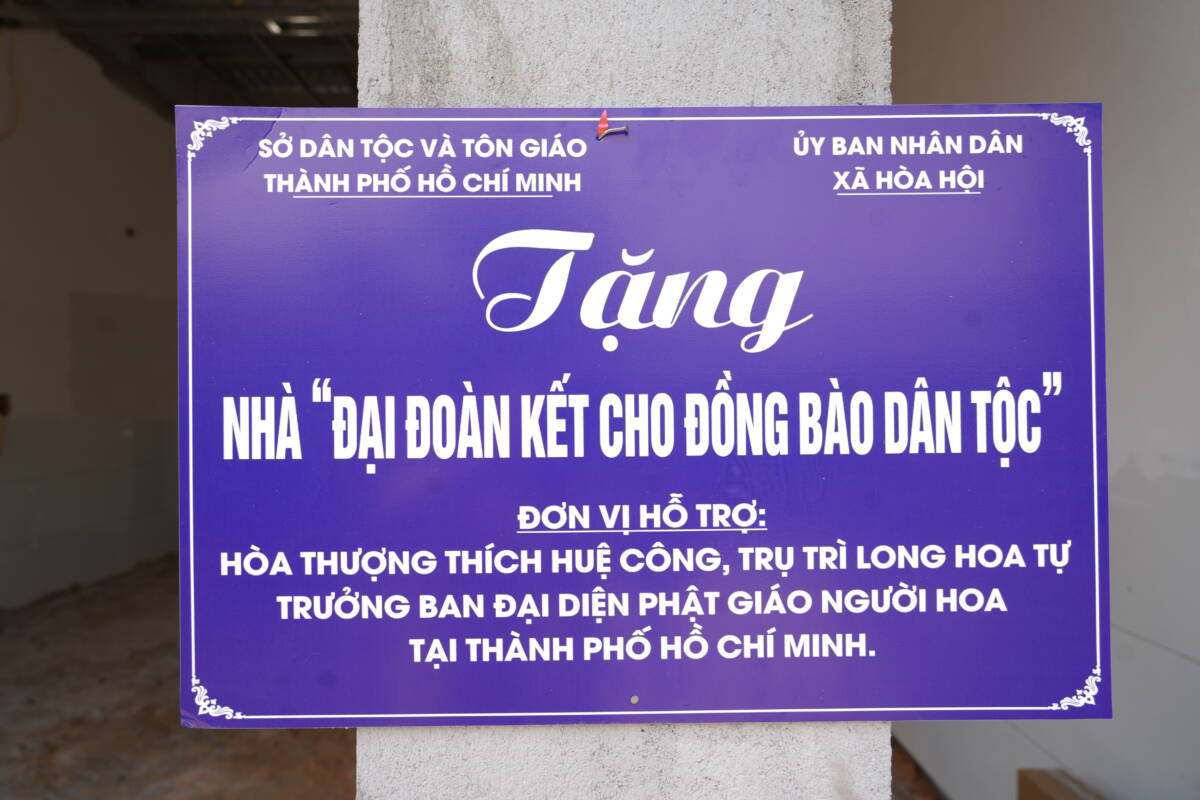 SỞ DÂN TỘC VÀ TÔN GIÁO
THÀNH PHỐ HỒ CHÍ MINH
ỦY BAN NHÂN DÂN
XÃ HÒA HỘI
Tặng
NHÀ “ĐẠI ĐOÀN KẾT CHO ĐỒNG BÀO DÂN TỘC”
ĐƠN VỊ HỖ TRỢ:
HÒA THƯỢNG THÍCH HUỆ CÔNG, TRỤ TRÌ LONG HOA TỰ
TRƯỞNG BAN ĐẠI DIỆN PHẬT GIÁO NGƯỜI HOA
TẠI THÀNH PHỐ HỒ CHÍ MINH.